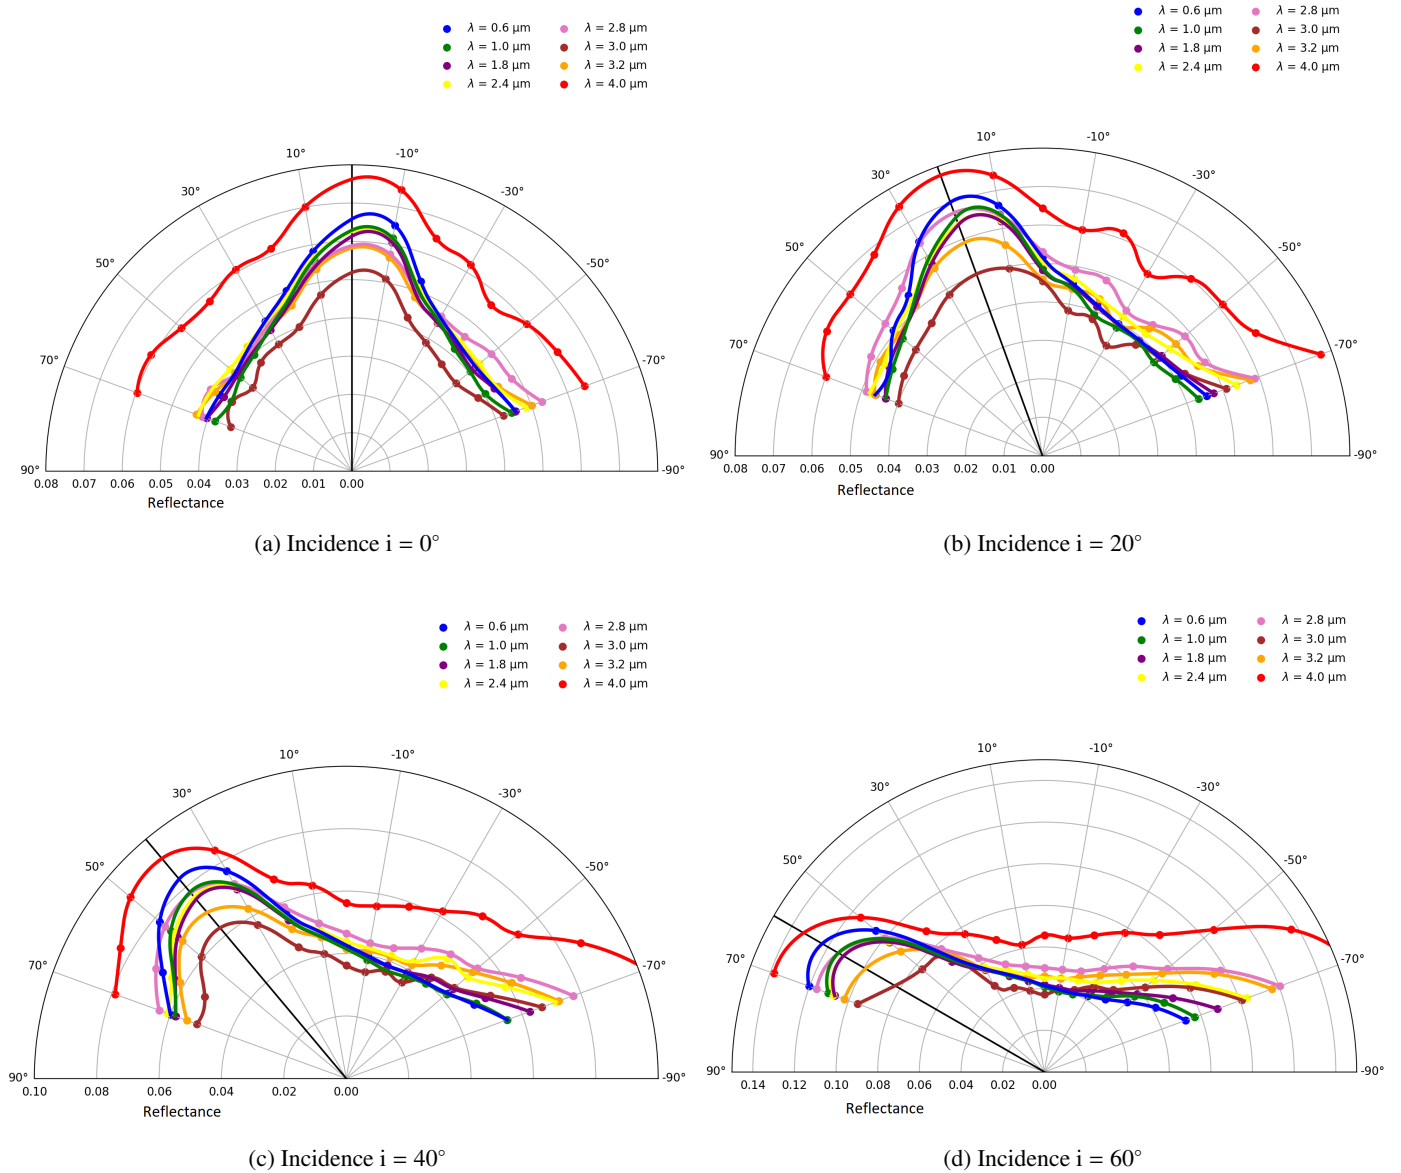 λ = 0.6 μm
λ = 1.0 μm
λ = 1.8 μm
λ = 2.4 μm
λ = 2.8 μm
λ = 3.0 μm
λ = 3.2 μm
λ = 4.0 μm
10°
-10°
30°
-30°
50°
-50°
70°
-70°
90°
-90°
0.08 0.07 0.06 0.05 0.04 0.03 0.02 0.01 0.00
Reflectance
(a) Incidence i = 0°
λ = 0.6 μm
λ = 1.0 μm
λ = 1.8 μm
λ = 2.4 μm
λ = 2.8 μm
λ = 3.0 μm
λ = 3.2 μm
λ = 4.0 μm
10°
-10°
30°
-30°
50°
-50°
70°
-70°
90°
-90°
0.08 0.07 0.06 0.05 0.04 0.03 0.02 0.01 0.00
Reflectance
(b) Incidence i = 20°
λ = 0.6 μm
λ = 1.0 μm
λ = 1.8 μm
λ = 2.4 μm
λ = 2.8 μm
λ = 3.0 μm
λ = 3.2 μm
λ = 4.0 μm
10°
-10°
30°
-30°
50°
-50°
70°
-70°
90°
-90°
0.10 0.08 0.06 0.04 0.02 0.00
Reflectance
(c) Incidence i = 40°
λ = 0.6 μm
λ = 1.0 μm
λ = 1.8 μm
λ = 2.4 μm
λ = 2.8 μm
λ = 3.0 μm
λ = 3.2 μm
λ = 4.0 μm
10°
-10°
30°
-30°
50°
-50°
70°
-70°
90°
-90°
0.14 0.12 0.10 0.08 0.06 0.04 0.02 0.00
Reflectance
(d) Incidence i = 60°